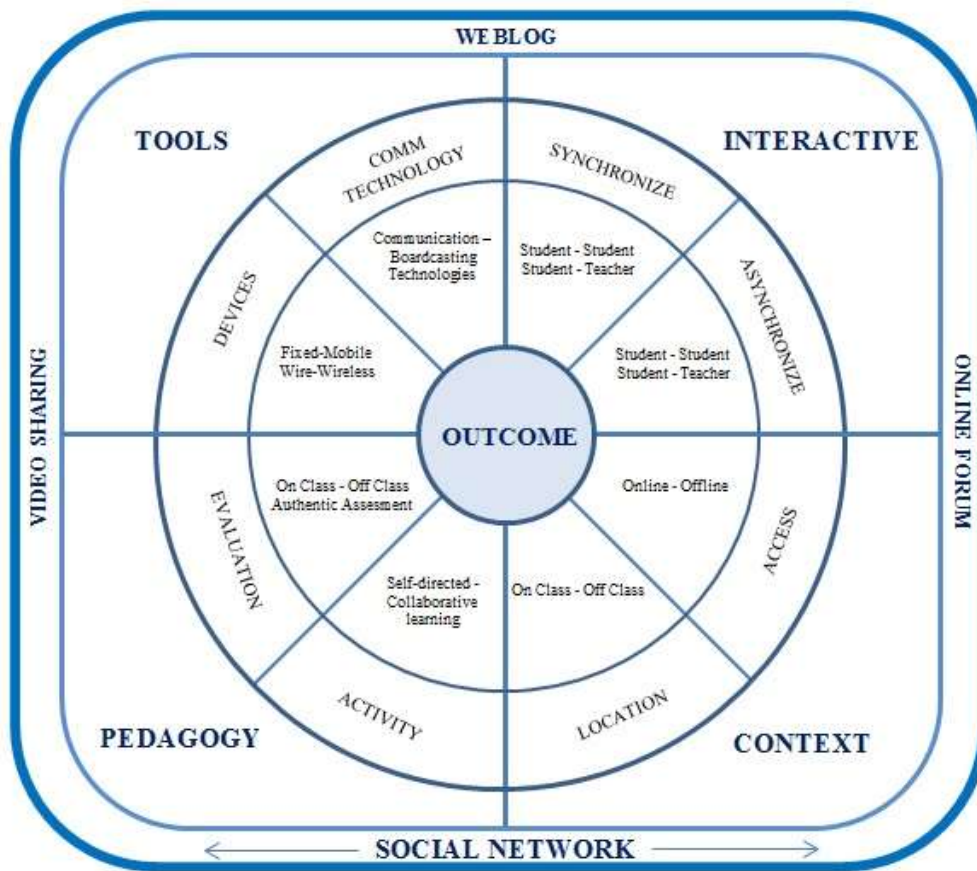 WEBLOG
TOOLS
INTERACTIVE
COMM
TECHNOLOGY
SYNCHRONIZE
Communication –
Boardcasting
Technologies
Student - Student
Student - Teacher
DEVICES
ASYNCHRONIZE
Fixed-Mobile
Wire-Wireless
Student - Student
Student - Teacher
VIDEO SHARING
OUTCOME
ONLINE FORUM
On Class - Off Class
Authentic Assesment
Online - Offline
EVALUATION
ACCESS
Self-directed -
Collaborative
learning
On Class - Off Class
ACTIVITY
LOCATION
PEDAGOGY
CONTEXT
SOCIAL NETWORK